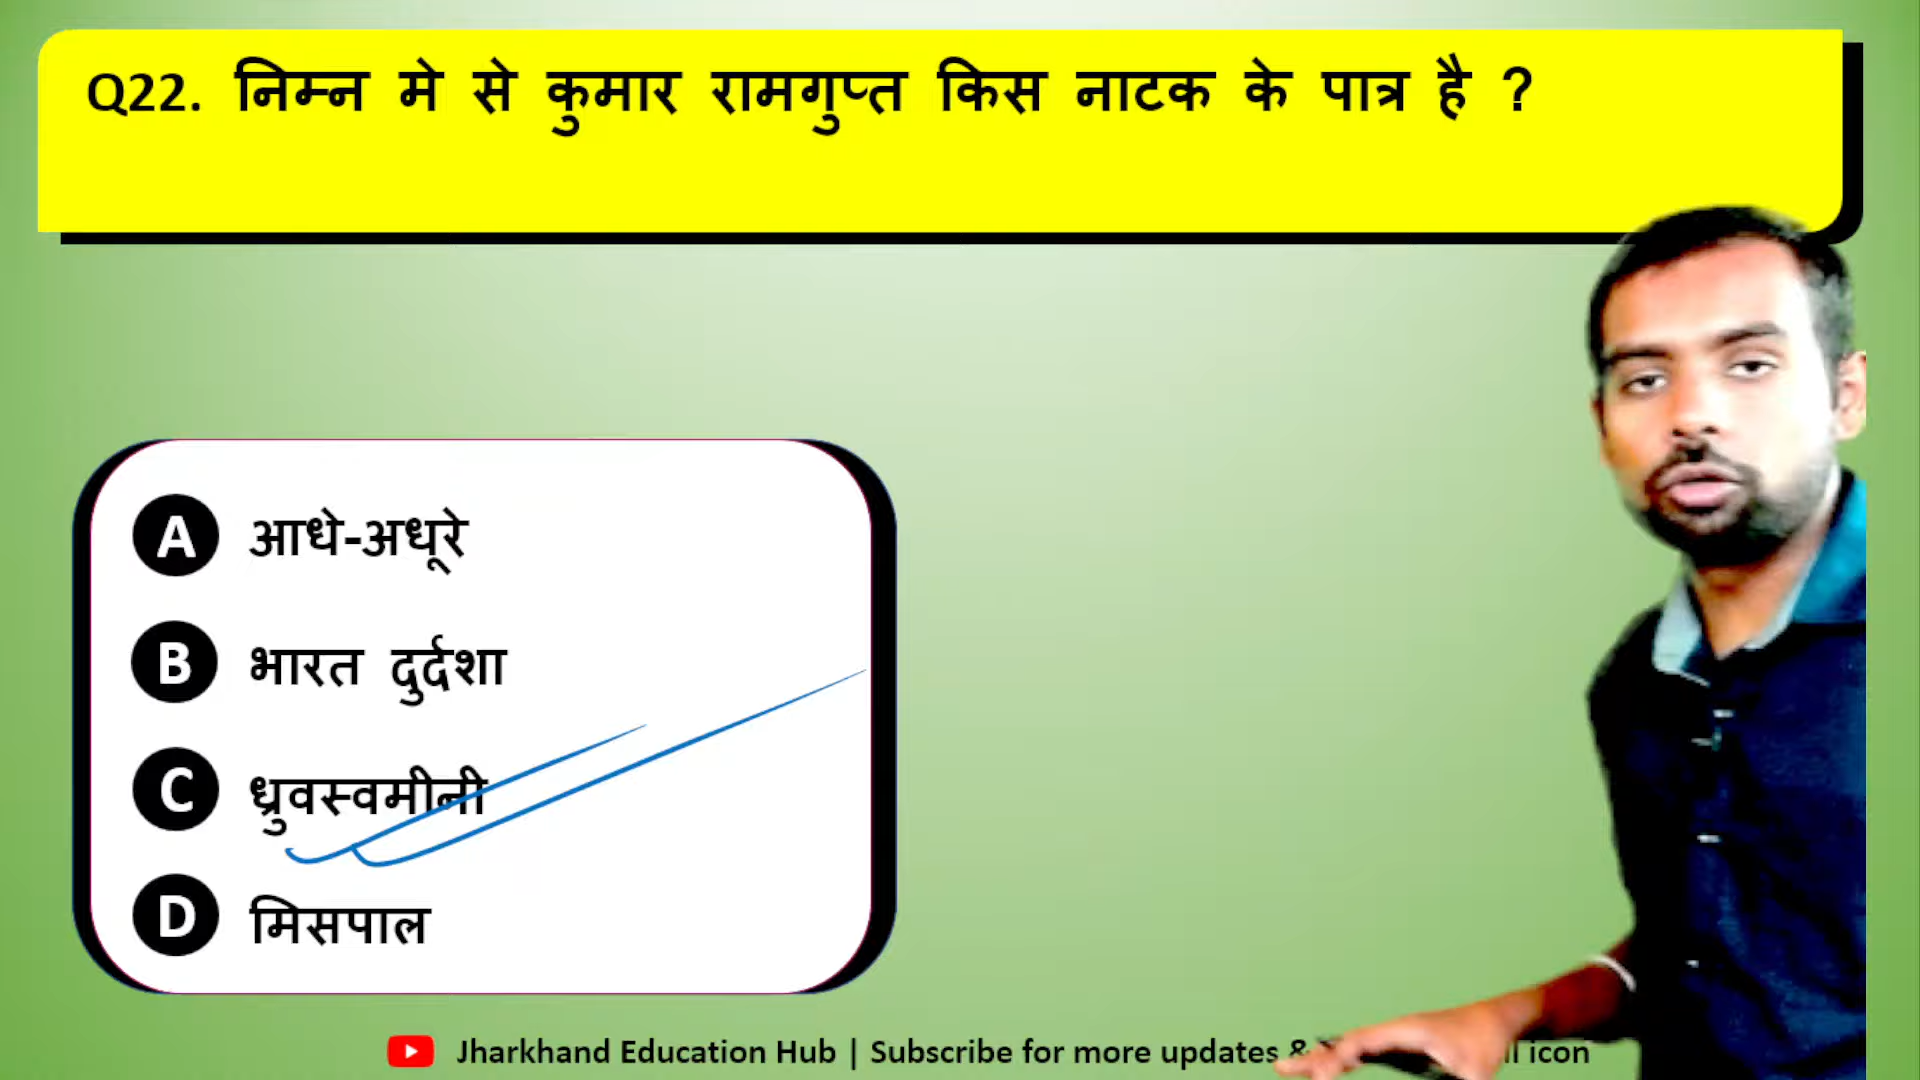 Q22. निम्न मे से कुमार रामगुप्त किस नाटक के पात्र है ?
A आधे-अधूरे
B भारत दुर्दशा
C ध्रुवस्वमीनी
D मिसपाल
Jharkhand Education Hub | Subscribe for more updates & icon